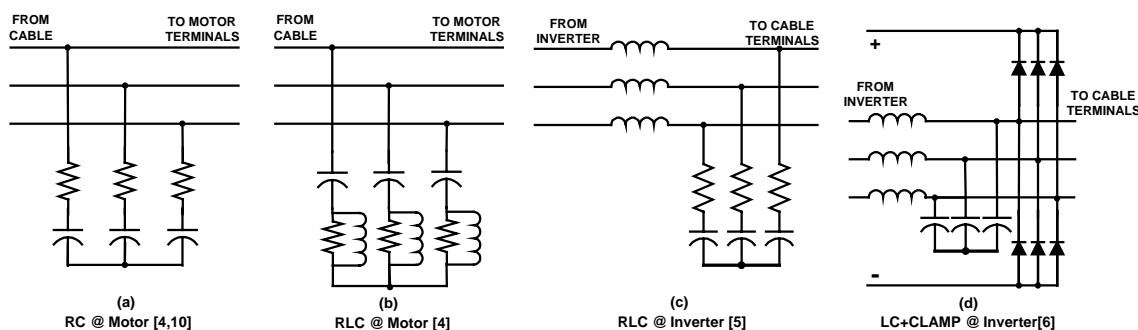 FROM
CABLE
TO MOTOR
TERMINALS
(a)
RC @ Motor [4,10]
FROM
CABLE
TO MOTOR
TERMINALS
(b)
RLC @ Motor [4]
FROM
INVERTER
TO CABLE
TERMINALS
(c)
RLC @ Inverter [5]
+
FROM
INVERTER
TO CABLE
TERMINALS
-
(d)
LC+CLAMP @ Inverter[6]